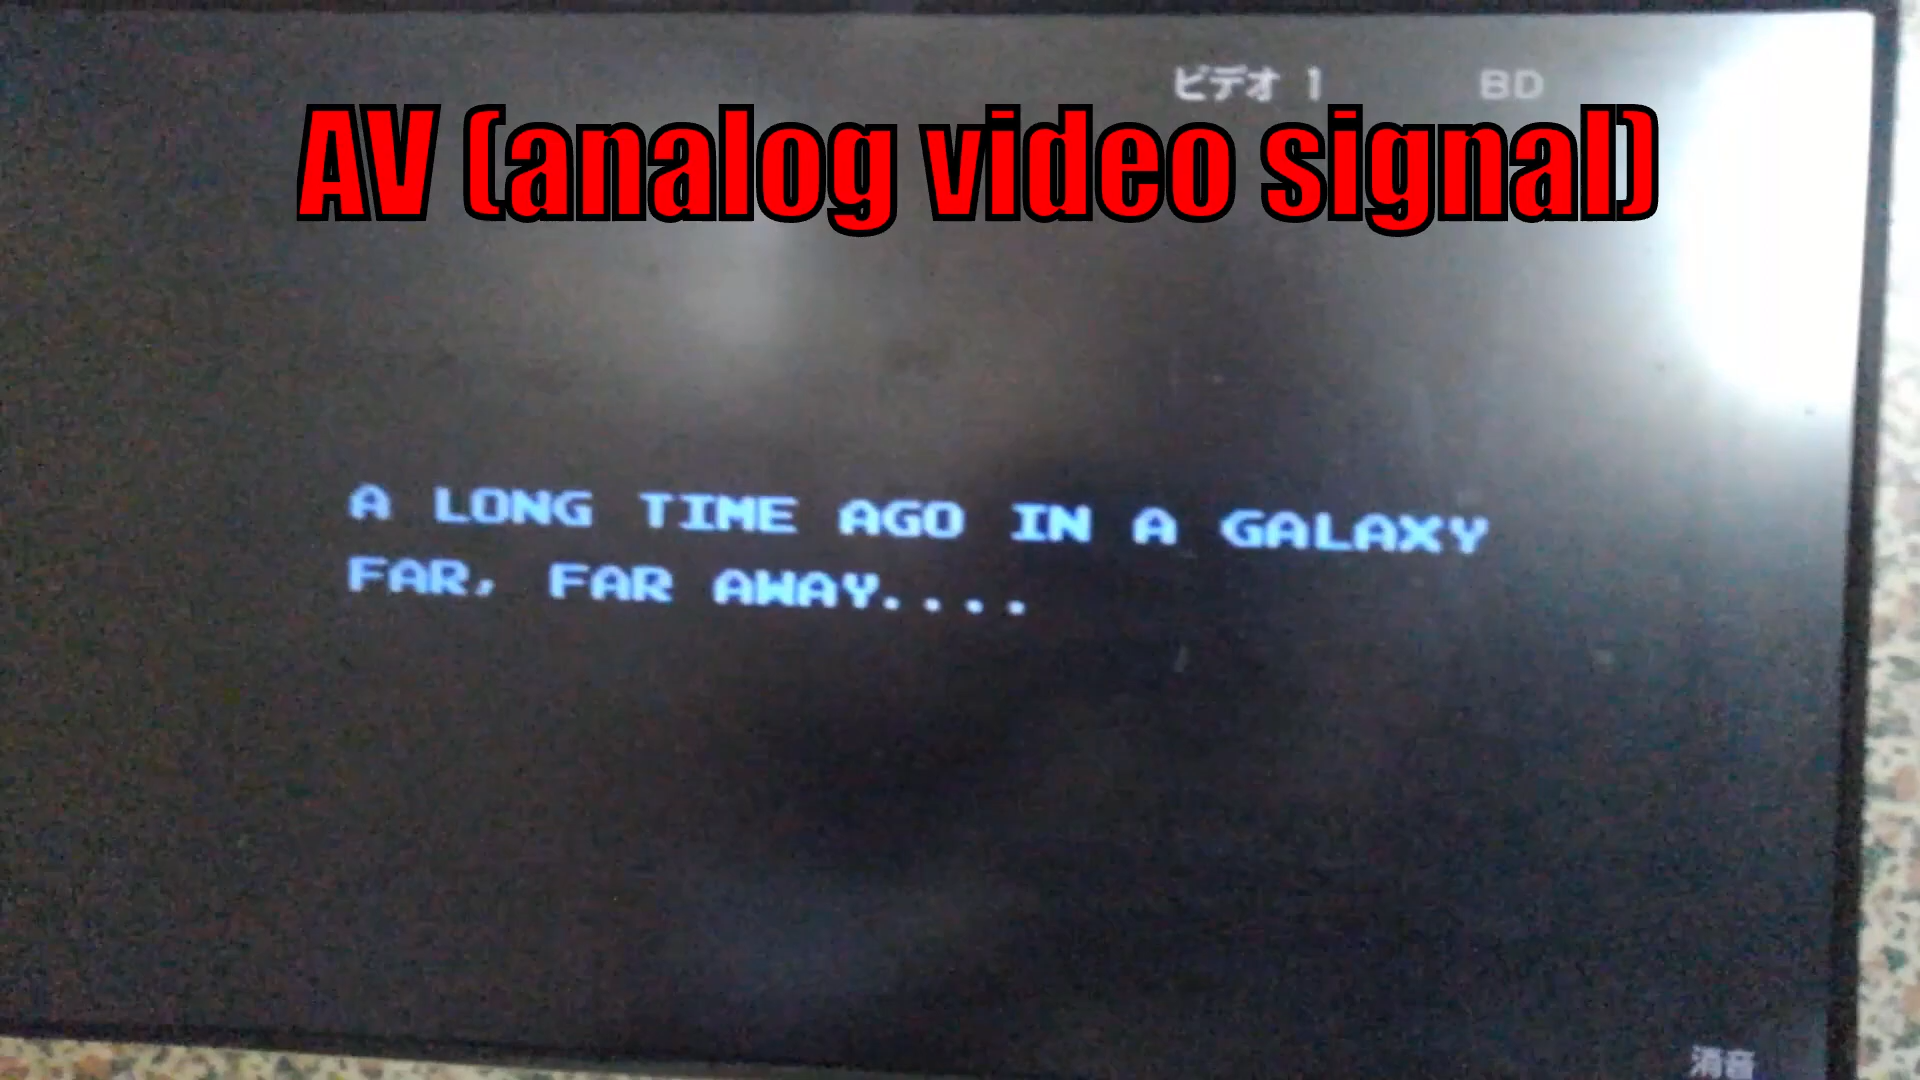 ビデオ 1 BD
AV (analog video signal)
A LONG TIME AGO IN A GALAXY
FAR, FAR AWAY....
消音